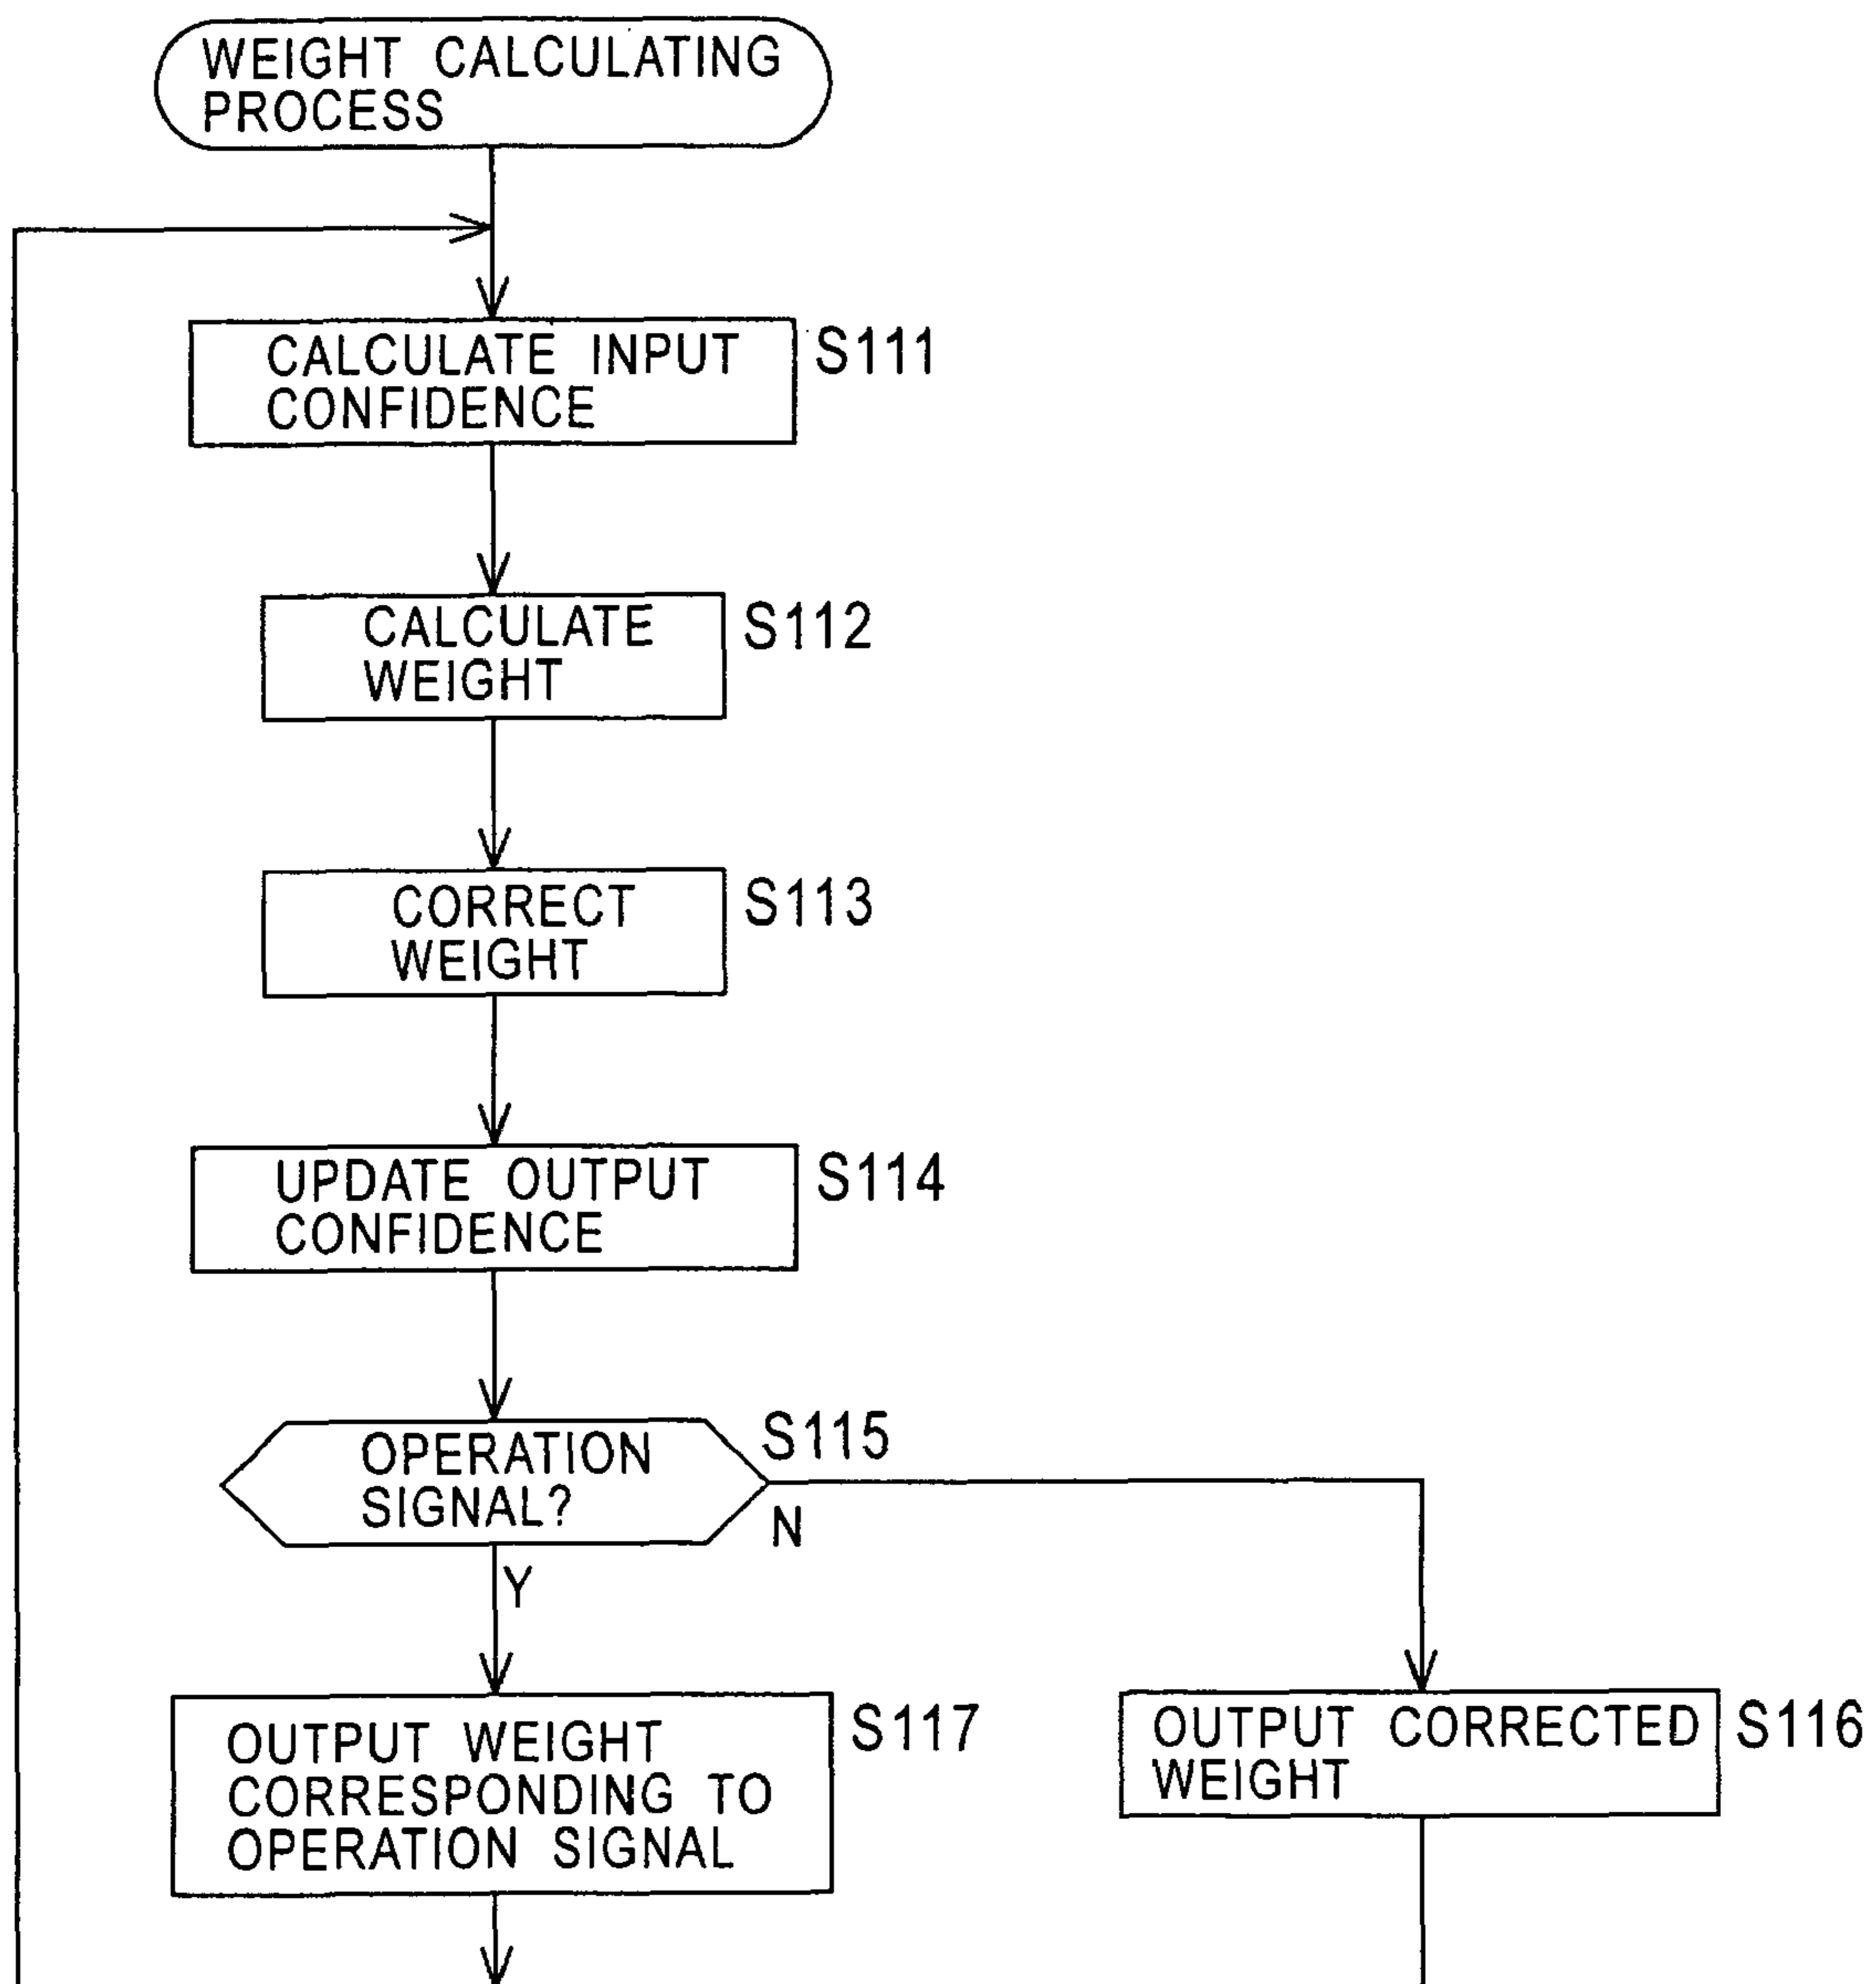 WEIGHT CALCULATING
PROCESS
CALCULATE INPUT
CONFIDENCE
S111
CALCULATE
WEIGHT
S112
CORRECT
WEIGHT
S113
UPDATE OUTPUT
CONFIDENCE
S114
OPERATION
SIGNAL?
S115
N
Y
OUTPUT WEIGHT
CORRESPONDING TO
OPERATION SIGNAL
S117
OUTPUT CORRECTED
WEIGHT
S116